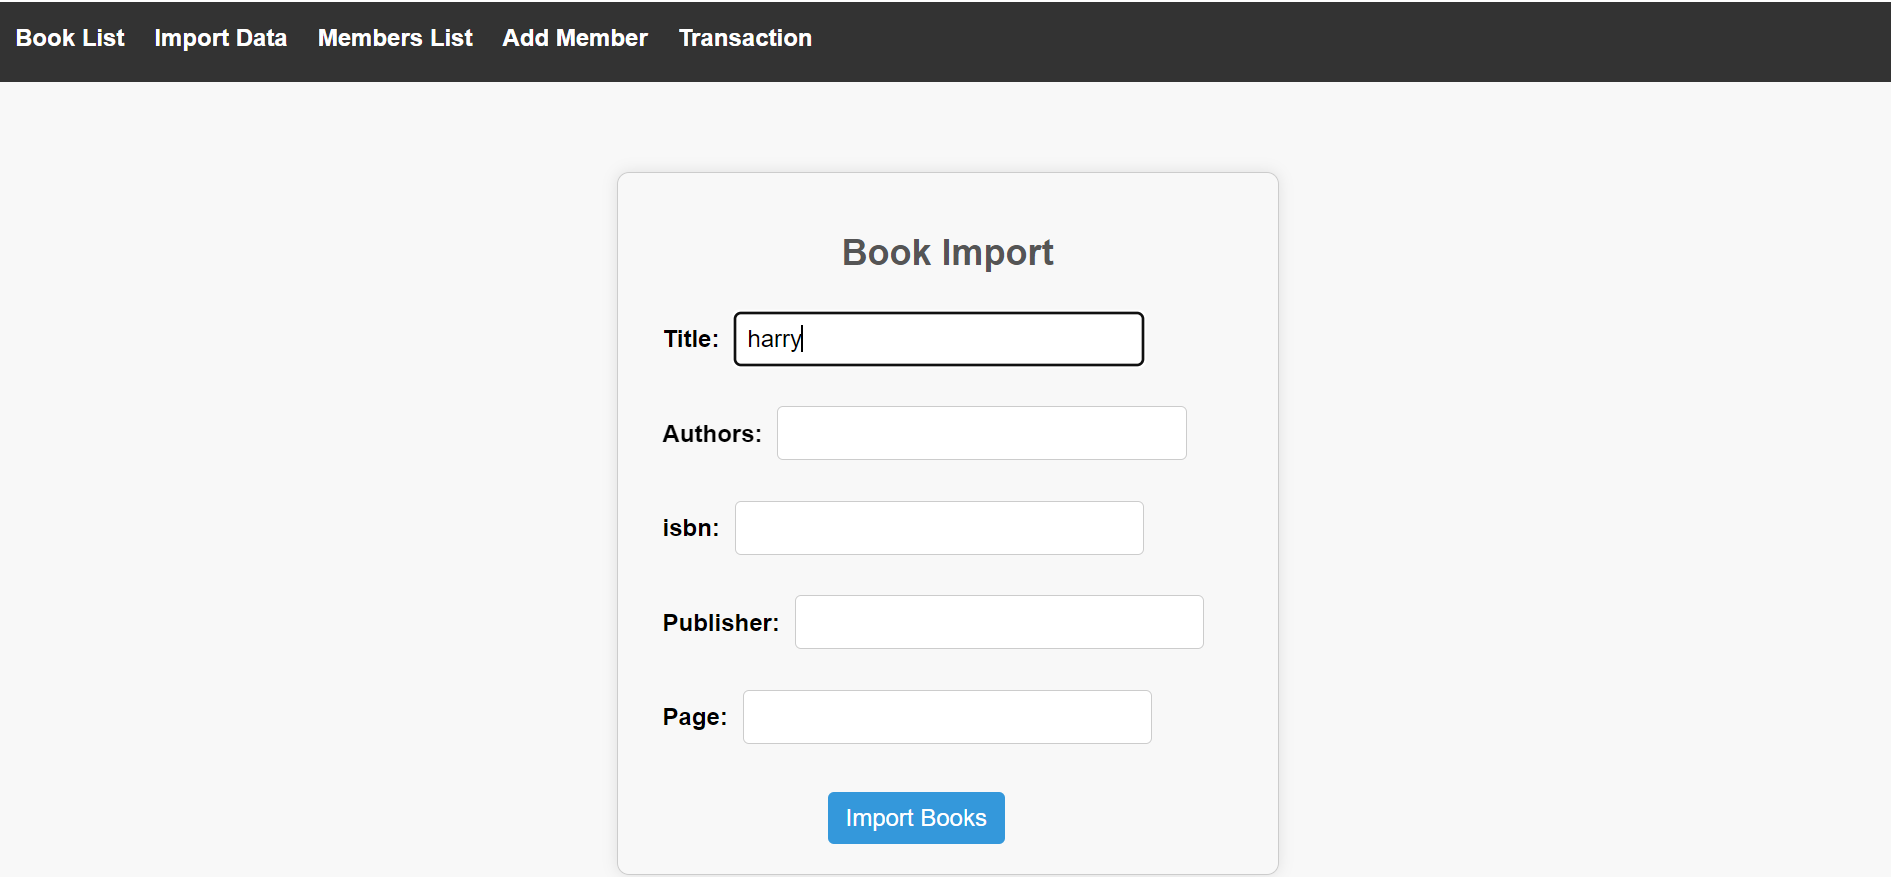 Book List Import Data Members List Add Member Transaction
Book Import
Title: harry
Authors:
isbn:
Publisher:
Page:
Import Books